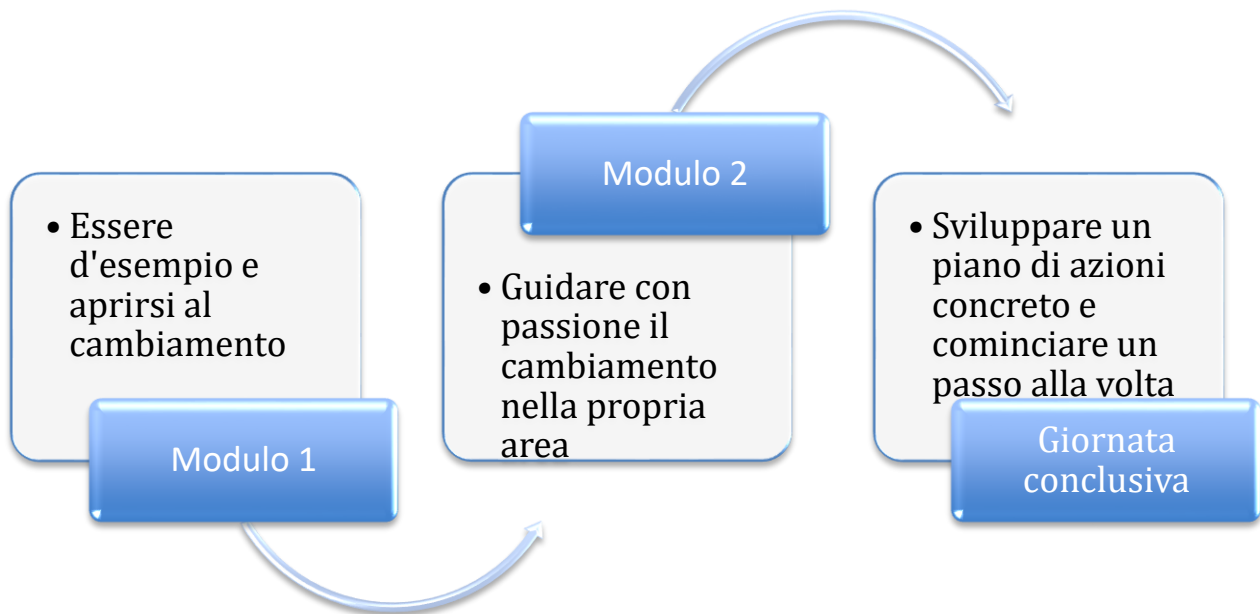 • Essere
d'esempio e
aprirsi al
cambiamento
Modulo 1
Modulo 2
• Guidare con
passione il
cambiamento
nella propria
area
• Sviluppare un
piano di azioni
concreto e
cominciare un
passo alla volta
Giornata
conclusiva